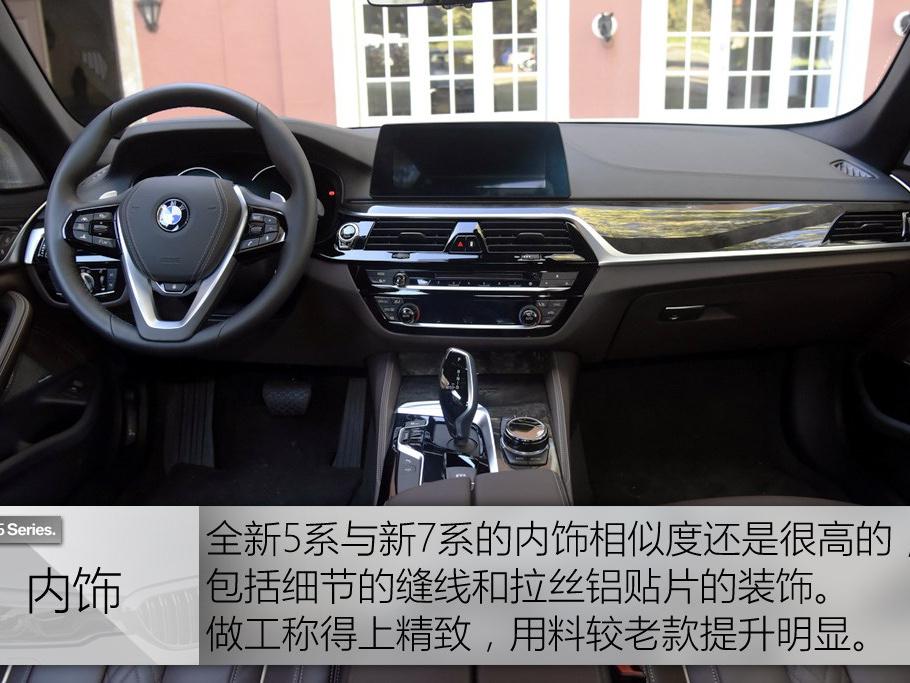 5 Series.
内饰
全新5系与新7系的内饰相似度还是很高的，
包括细节的缝线和拉丝铝贴片的装饰。
做工称得上精致，用料较老款提升明显。